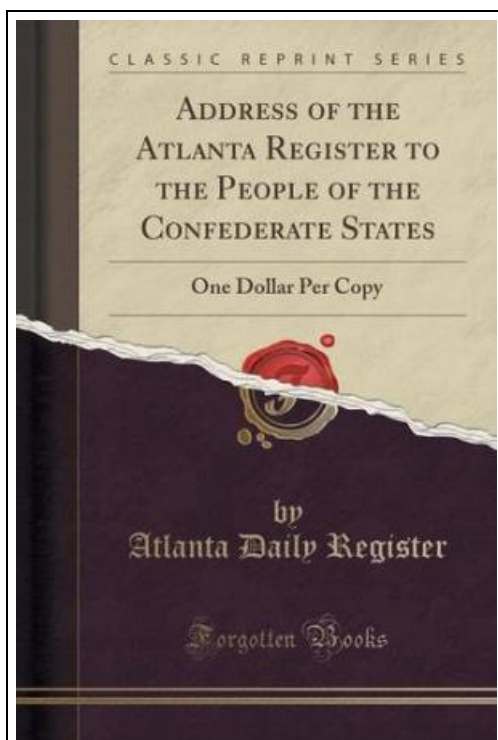 CLASSIC REPRINT SERIES
ADDRESS OF THE
ATLANTA REGISTER TO
THE PEOPLE OF THE
CONFEDERATE STATES
One Dollar Per Copy
F
by
Atlanta Daily Register
Forgotten Books